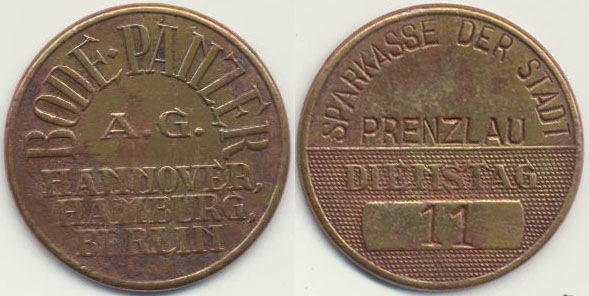 BODE-PANZER
A.G.
HANNOVER,
HAMBURG,
BERLIN
SPARKASSE DER STADT
PRENZLAU
DIENSTAG
11